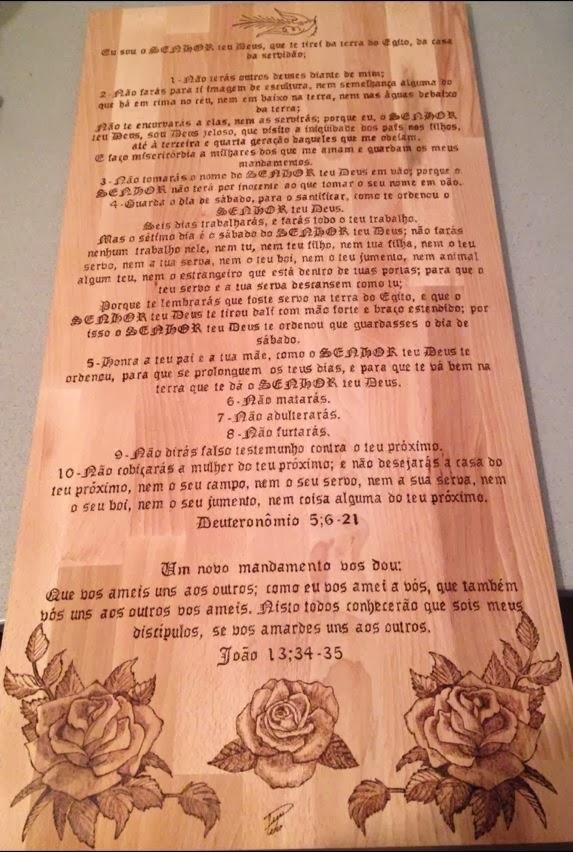 Eu sou o SENHOR teu Deus, que te tirei da terra do Egito, da casa
da servidão;
1-Não terás outros deuses diante de mim;
2-Não farás para ti imagem de escultura, nem semelhança alguma do
que há em cima no céu, nem em baixo na terra, nem nas águas debaixo
da terra;
Não te encurvarás a elas, nem as servirás; porque eu, o SENHOR
teu Deus, sou Deus zeloso, que visito a iniquidade dos pais nos filhos,
até à terceira e quarta geração daqueles que me odeiam.
E faço misericórdia a milhares dos que me amam e guardam os meus
mandamentos.
3-Não tomarás o nome do SENHOR teu Deus em vão; porque o
SENHOR não terá por inocente ao que tomar o seu nome em vão.
4-Guarda o dia de sábado, para o santificar, como te ordenou o
SENHOR teu Deus.
Seis dias trabalharás, e farás todo o teu trabalho.
Mas o sétimo dia é o sábado do SENHOR teu Deus; não farás
nenhum trabalho nele, nem tu, nem teu filho, nem tua filha, nem o teu
servo, nem a tua serva, nem o teu boi, nem o teu jumento, nem animal
algum teu, nem o estrangeiro que está dentro de tuas portas; para que o
teu servo e a tua serva descansem como tu;
Porque te lembrarás que foste servo na terra do Egito, e que o
SENHOR teu Deus te tirou dali com mão forte e braço estendido; por
isso o SENHOR teu Deus te ordenou que guardasses o dia de
sábado.
5-Honra a teu pai e a tua mãe, como o SENHOR teu Deus te
ordenou, para que se prolonguem os teus dias, e para que te vá bem na
terra que te dá o SENHOR teu Deus.
6-Não matarás.
7-Não adulterarás.
8-Não furtarás.
9-Não dirás falso testemunho contra o teu próximo.
10-Não cobiçarás a mulher do teu próximo; e não desejarás a casa do
teu próximo, nem o seu campo, nem o seu servo, nem a sua serva, nem
o seu boi, nem o seu jumento, nem coisa alguma do teu próximo.
Deuteronômio 5;6-21
Um novo mandamento vos dou:
Que vos ameis uns aos outros; como eu vos amei a vós, que também
vós uns aos outros vos ameis. Nisto todos conhecerão que sois meus
discípulos, se vos amardes uns aos outros.
João 13;34-35